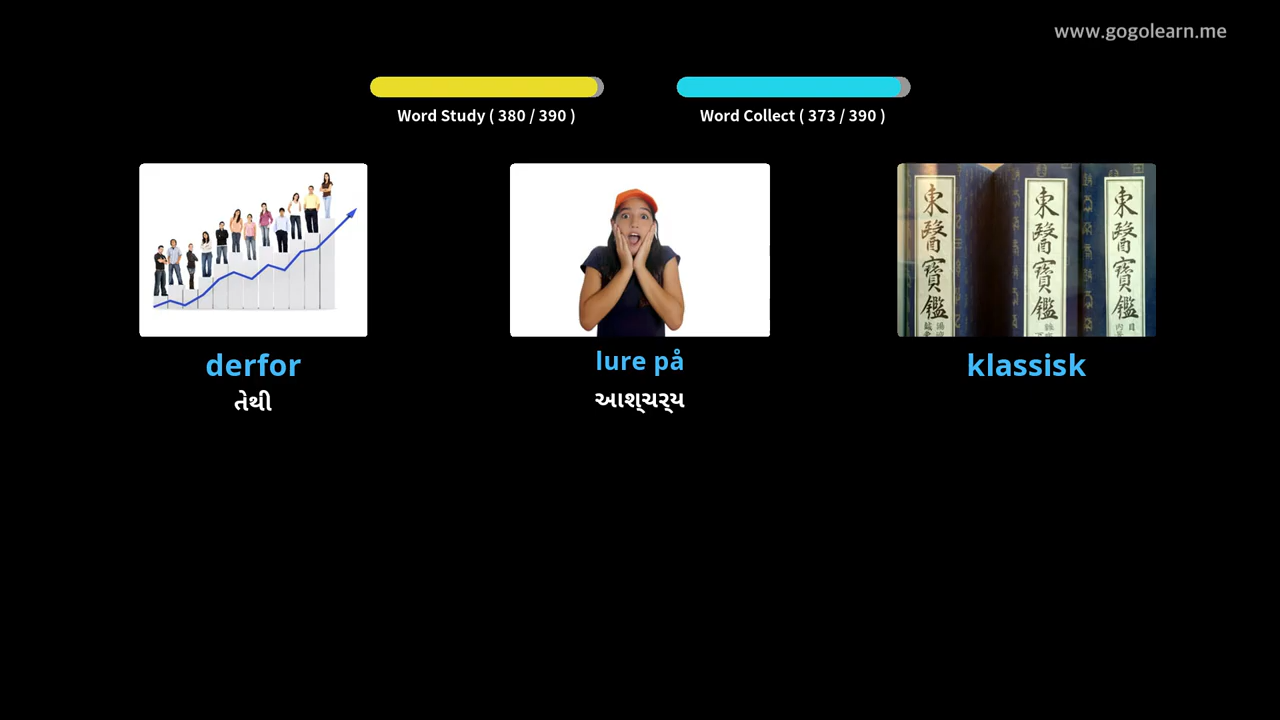 www.gogolearn.me
Word Study ( 380 / 390 )
Word Collect ( 373 / 390 )
東醫寶鑑
東醫寶鑑
東醫寶鑑
derfor
lure på
klassisk
તેથી
આશ્ચર્ય